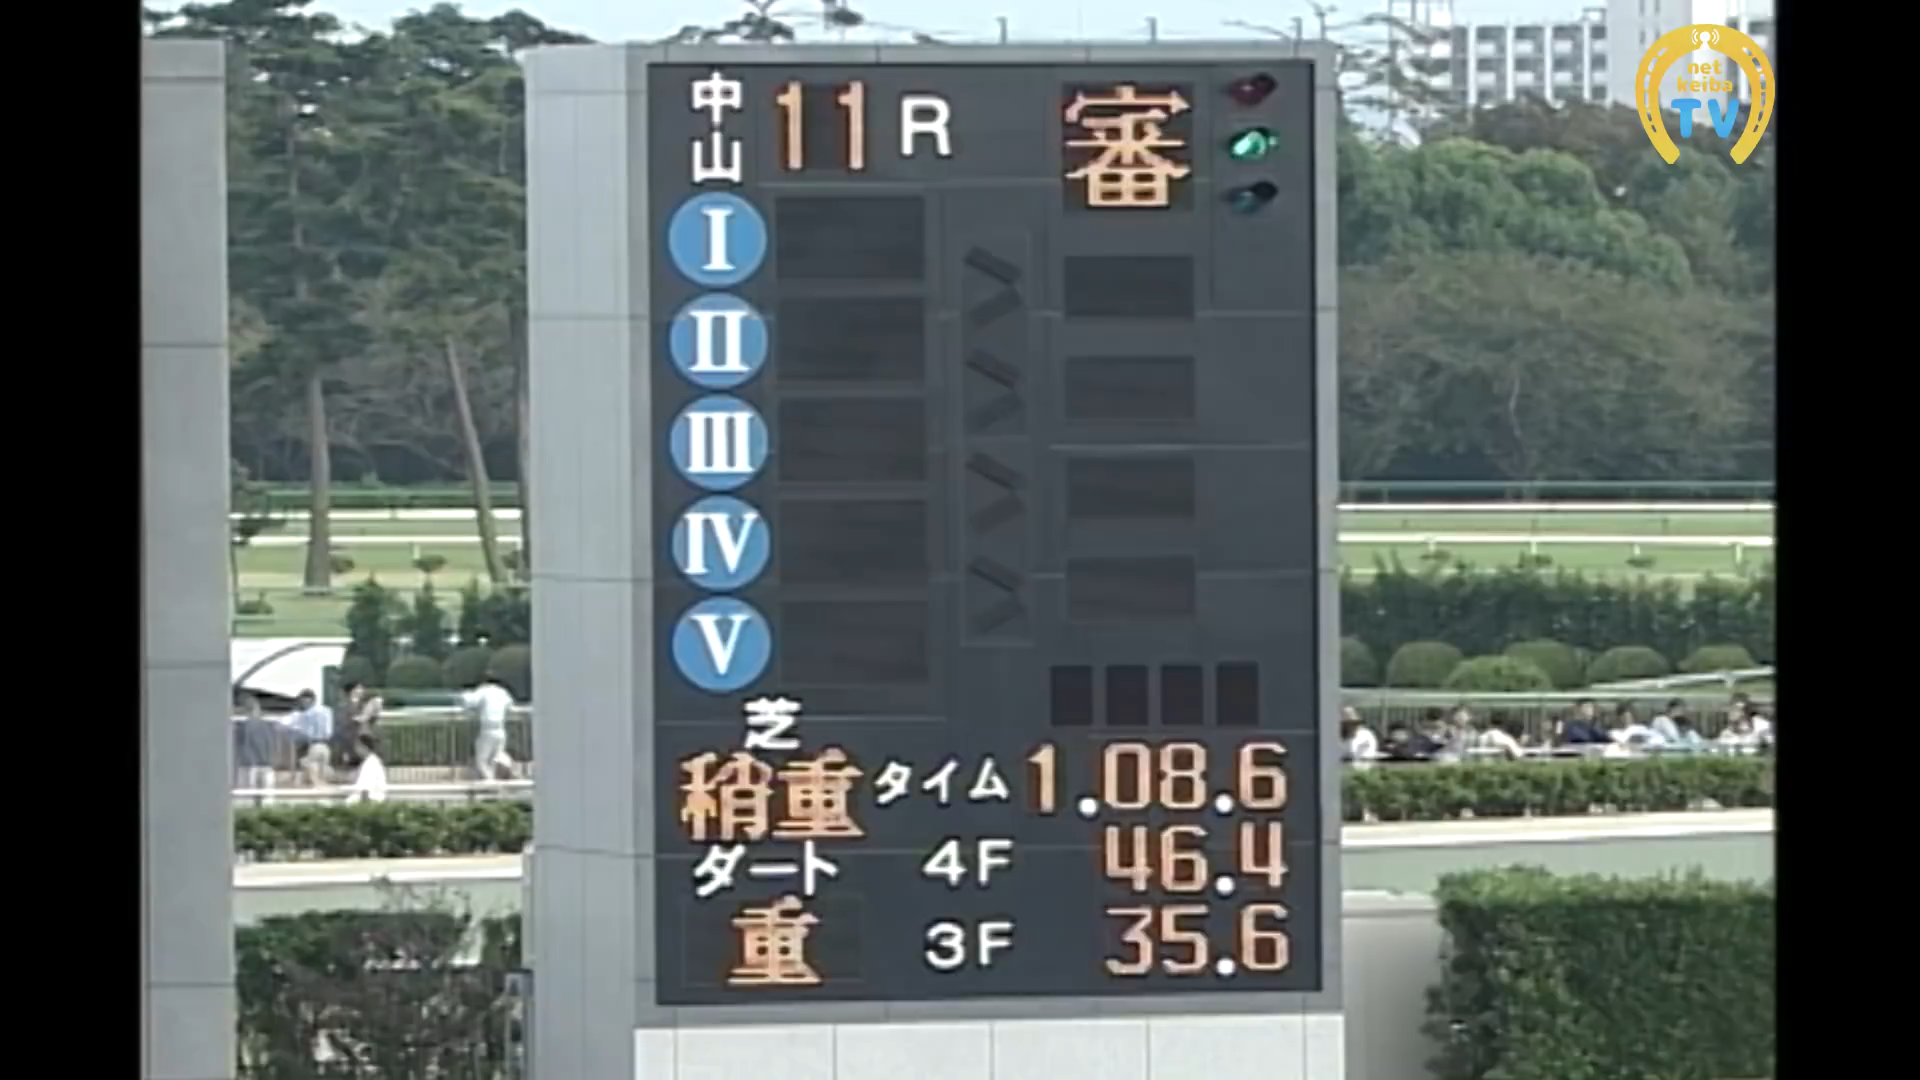 net
keiba
TV
中山 11 R 審
I
II
III
IV
V
芝
稍重 タイム 1.08.6
ダート 4F 46.4
重 3F 35.6